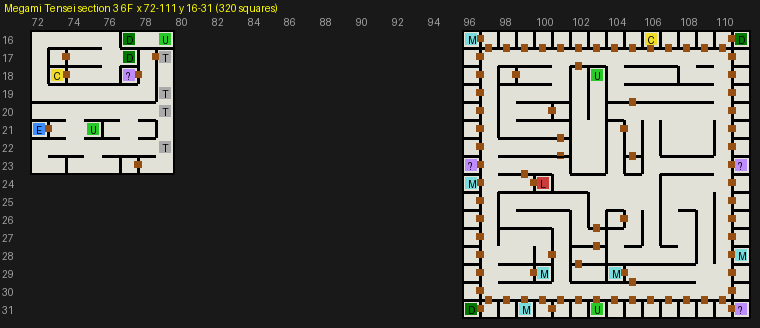 Megami Tensei section 3 6F x 72-111 y 16-31 (320 squares)
72 74 76 78 80 82 84 86 88 90 92 94 96 98 100 102 104 106 108 110
16 D U M C D
17 D T
18 C ? U
19 T
20 T
21 E U
22 T
23 ? ?
24 M L
25
26
27
28 M
29 M M
30
31 D M U ?